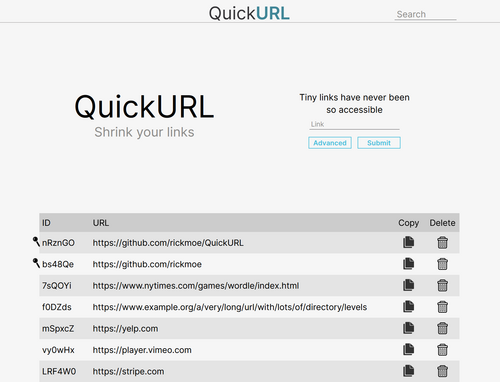 QuickURL
Search
QuickURL
Shrink your links
Tiny links have never been
so accessible
Link
Advanced Submit
ID URL Copy Delete
nRznGO https://github.com/rickmoe/QuickURL
bs48Qe https://github.com/rickmoe
7sQOYi https://www.nytimes.com/games/wordle/index.html
f0DZds https://www.example.org/a/very/long/url/with/lots/of/directory/levels
mSpxcZ https://yelp.com
vy0wHx https://player.vimeo.com
LRF4W0 https://stripe.com